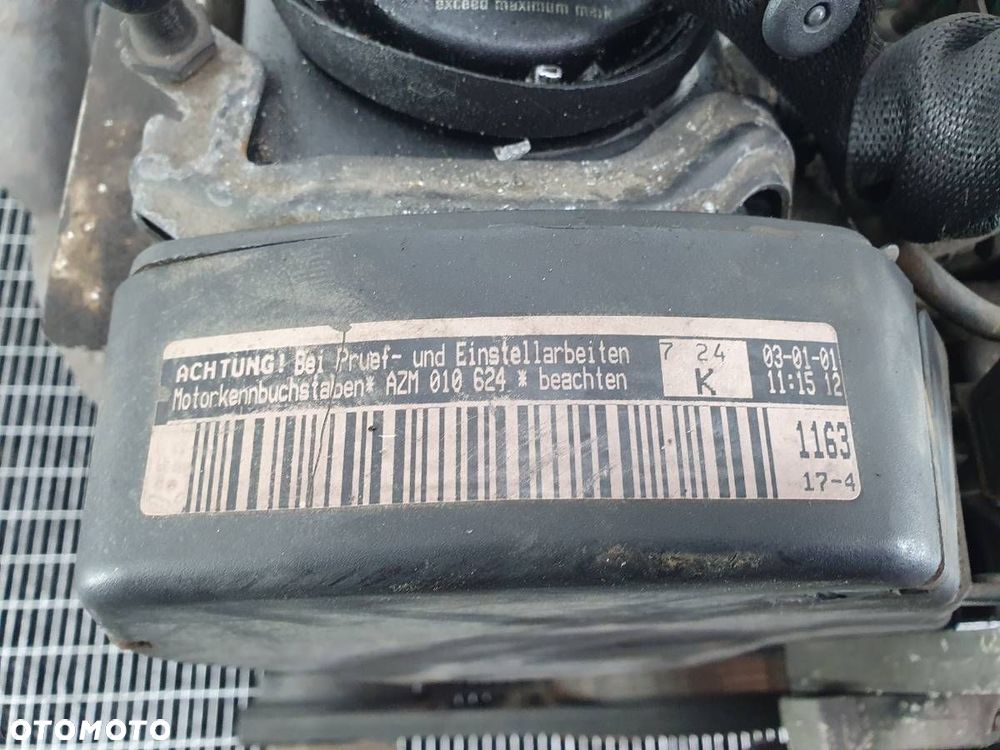 exceed maximum mark
ACHTUNG! Bei Pruef- und Einstellarbeiten
Motorkennbuchstaben* AZM 010 624 * beachten
7 24
K
03-01-01
11:15 12
1163
17-4
OTOMOTO